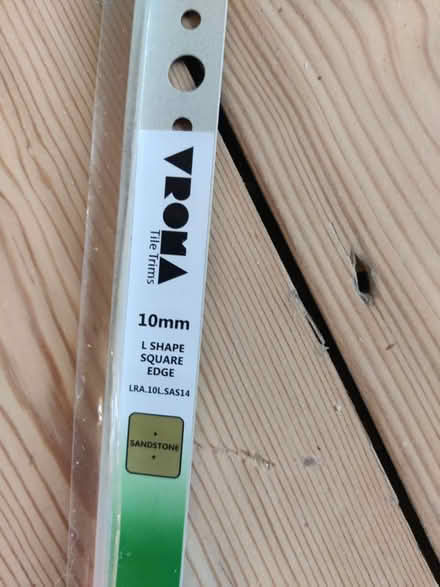 VROMA
Tile Trims
10mm
L SHAPE
SQUARE
EDGE
LRA.10L.SAS14
SANDSTONE